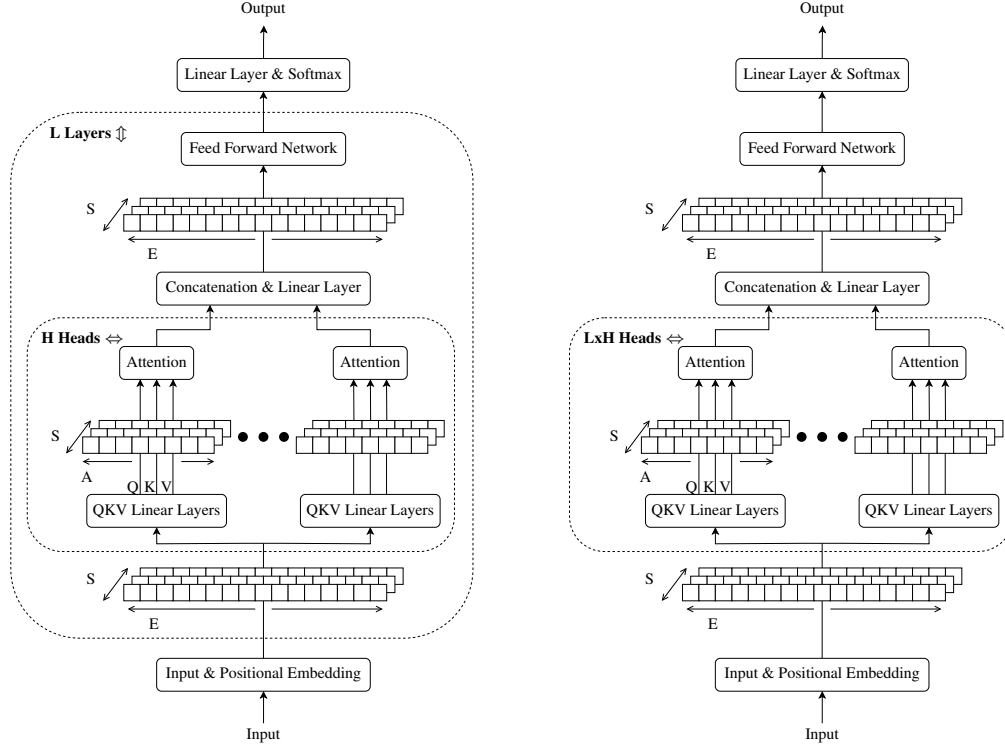 Output
Linear Layer & Softmax
L Layers ⇕
Feed Forward Network
S
E
Concatenation & Linear Layer
H Heads ⇔
Attention
Attention
S
A
Q K V
QKV Linear Layers
QKV Linear Layers
S
E
Input & Positional Embedding
Input
Output
Linear Layer & Softmax
Feed Forward Network
S
E
Concatenation & Linear Layer
LxH Heads ⇔
Attention
Attention
S
A
Q K V
QKV Linear Layers
QKV Linear Layers
S
E
Input & Positional Embedding
Input